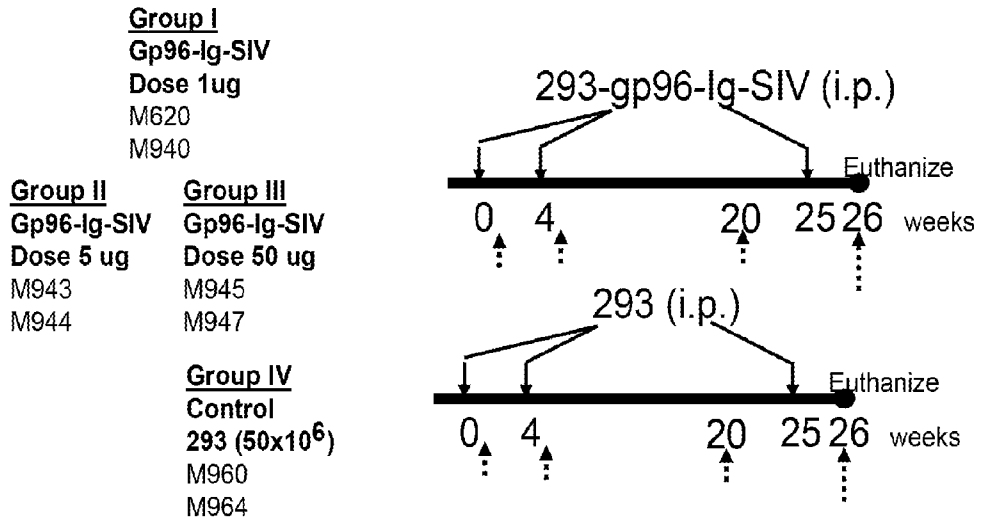 Group I
Gp96-Ig-SIV
Dose 1ug
M620
M940
Group II
Gp96-Ig-SIV
Dose 5 ug
M943
M944
Group III
Gp96-Ig-SIV
Dose 50 ug
M945
M947
Group IV
Control
293 (50x10⁶)
M960
M964
293-gp96-Ig-SIV (i.p.)
Euthanize
0 4 20 25 26 weeks
293 (i.p.)
Euthanize
0 4 20 25 26 weeks